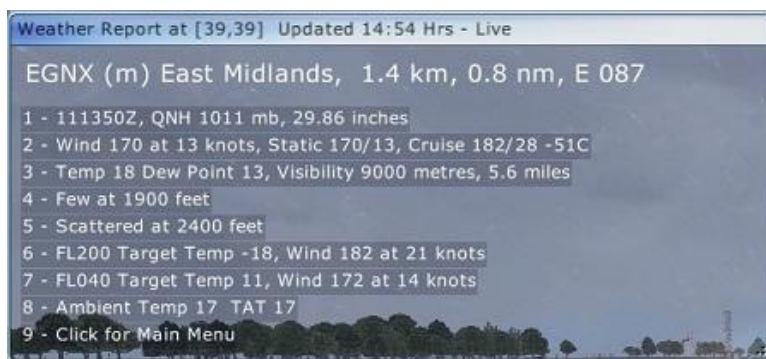 Weather Report at [39,39] Updated 14:54 Hrs - Live
EGNX (m) East Midlands, 1.4 km, 0.8 nm, E 087
1 - 111350Z, QNH 1011 mb, 29.86 inches
2 - Wind 170 at 13 knots, Static 170/13, Cruise 182/28 -51C
3 - Temp 18 Dew Point 13, Visibility 9000 metres, 5.6 miles
4 - Few at 1900 feet
5 - Scattered at 2400 feet
6 - FL200 Target Temp -18, Wind 182 at 21 knots
7 - FL040 Target Temp 11, Wind 172 at 14 knots
8 - Ambient Temp 17 TAT 17
9 - Click for Main Menu